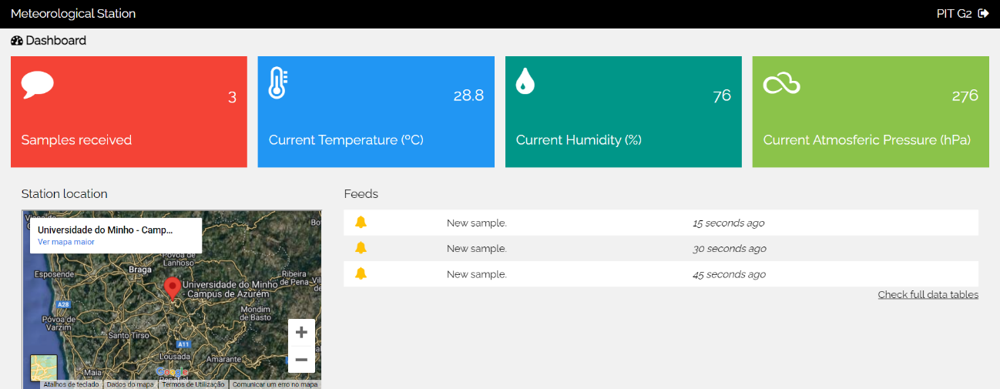 Meteorological Station
PIT G2
Dashboard
3
Samples received
28.8
Current Temperature (ºC)
76
Current Humidity (%)
276
Current Atmosferic Pressure (hPa)
Station location
Universidade do Minho - Camp...
Ver mapa maior
Póvoa de
Lanhoso
Esposende
Braga
Ribeira
de Pena
Universidade do Minho
- Campus de Azurém
A28
Mondim
de Basto
Póvoa de
Varzim
Santo Tirso
A11
Lousada
Amarante
Maia
Google
Atalhos de teclado
Dados do mapa
Termos de Utilização
Comunicar um erro no mapa
Feeds
New sample. 15 seconds ago
New sample. 30 seconds ago
New sample. 45 seconds ago
Check full data tables